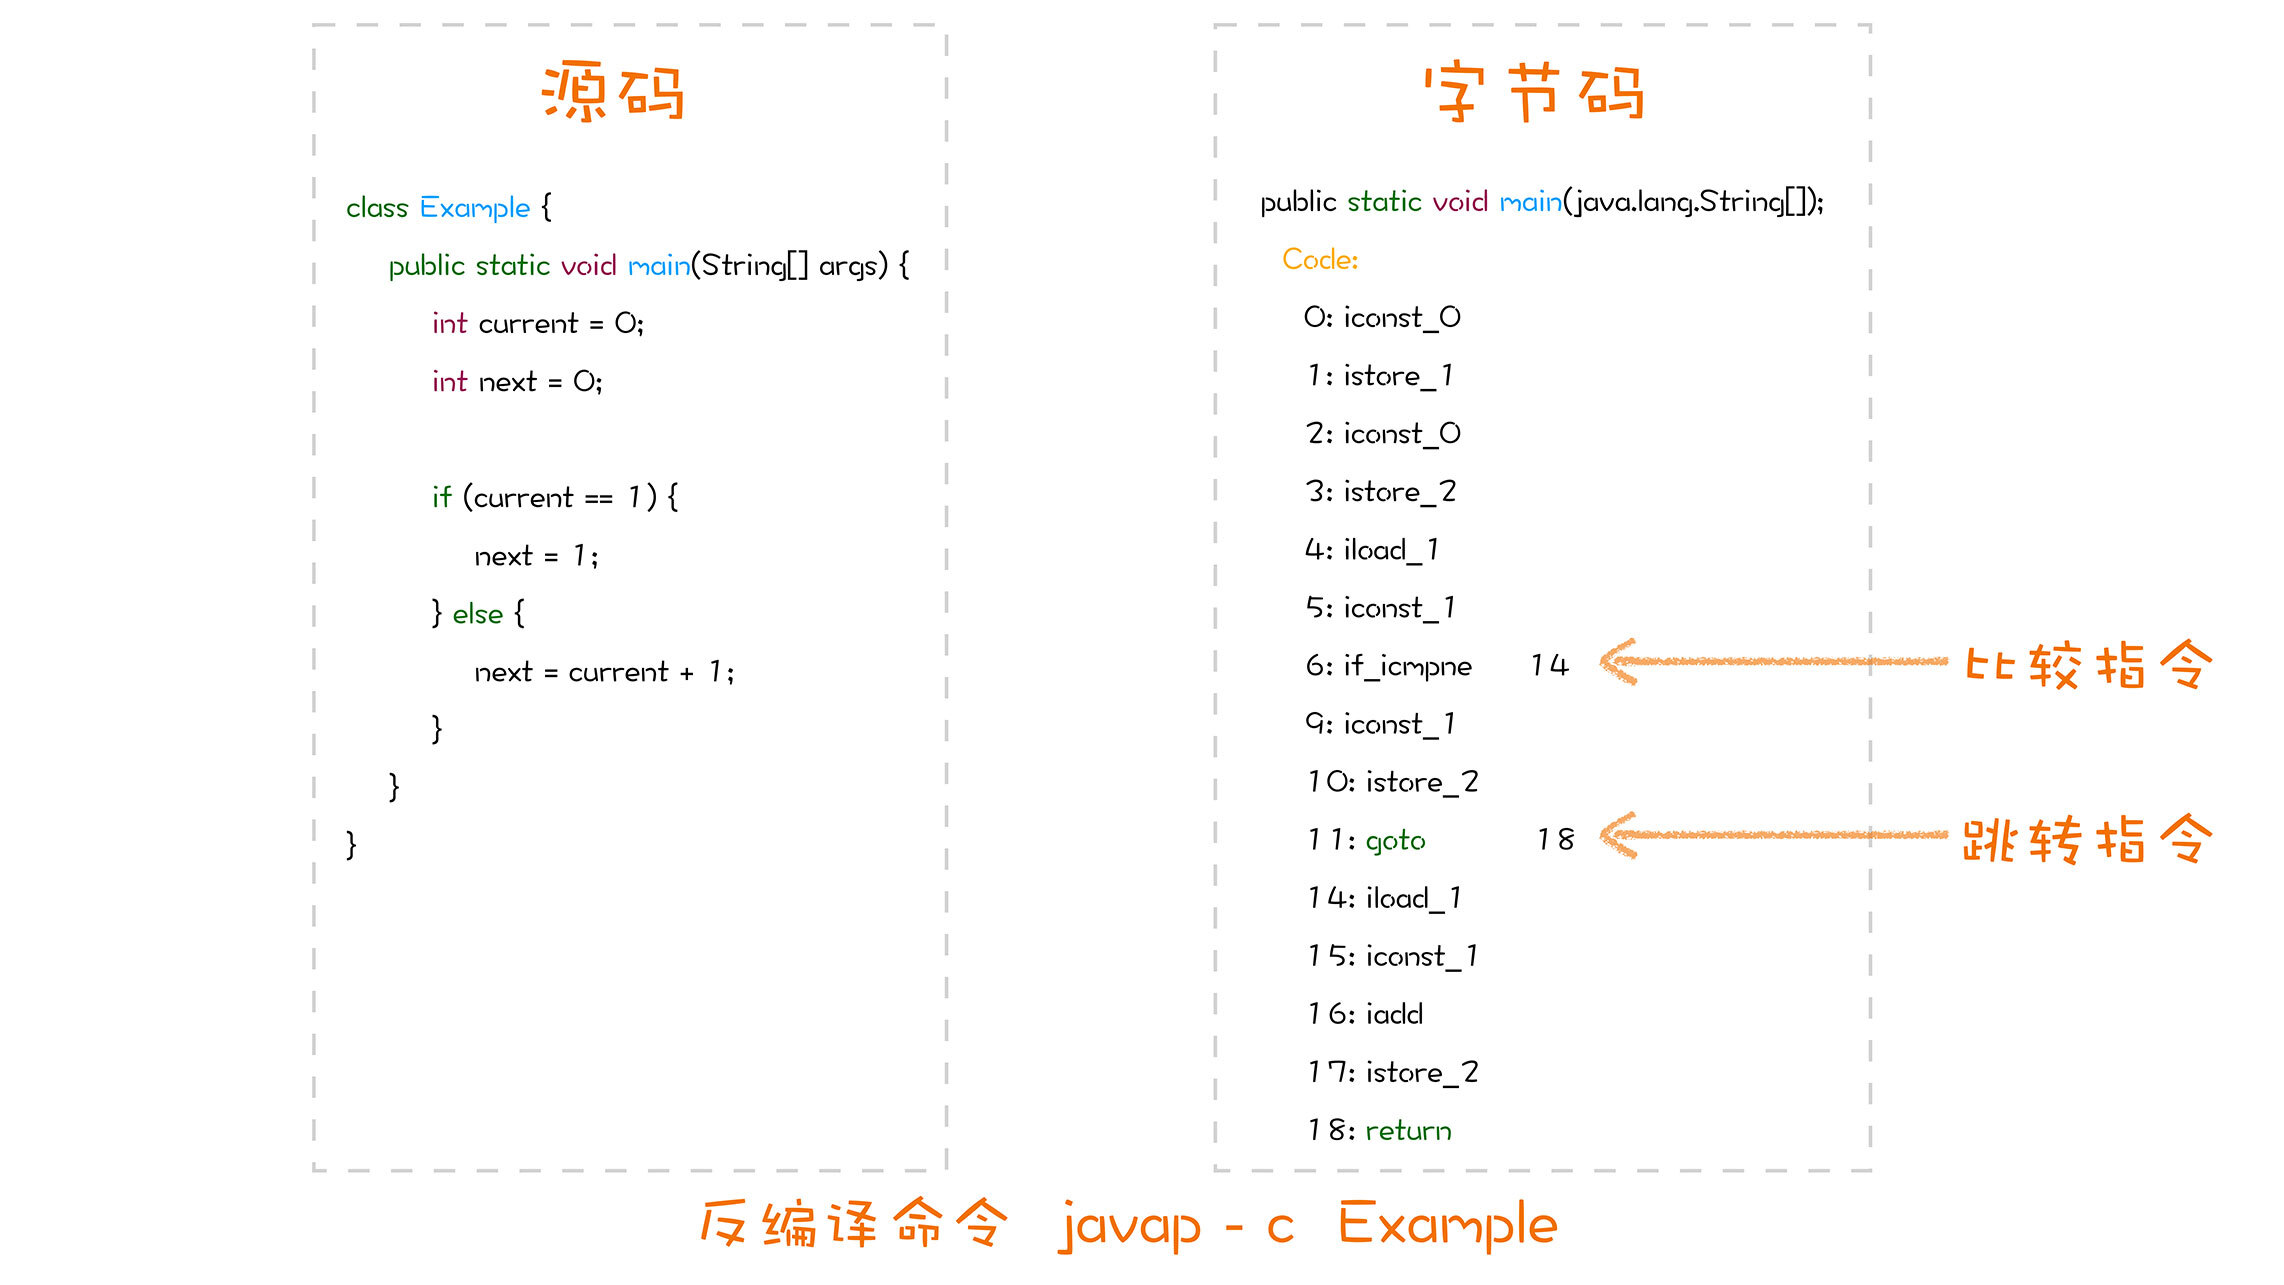 源码
class Example {
public static void main(String[] args) {
int current = 0;
int next = 0;
if (current == 1) {
next = 1;
} else {
next = current + 1;
}
}
}
字节码
public static void main(java.lang.String[]);
Code:
0: iconst_0
1: istore_1
2: iconst_0
3: istore_2
4: iload_1
5: iconst_1
6: if_icmpne 14
比较指令
9: iconst_1
10: istore_2
11: goto 18
跳转指令
14: iload_1
15: iconst_1
16: iadd
17: istore_2
18: return
反编译命令 javap - c Example